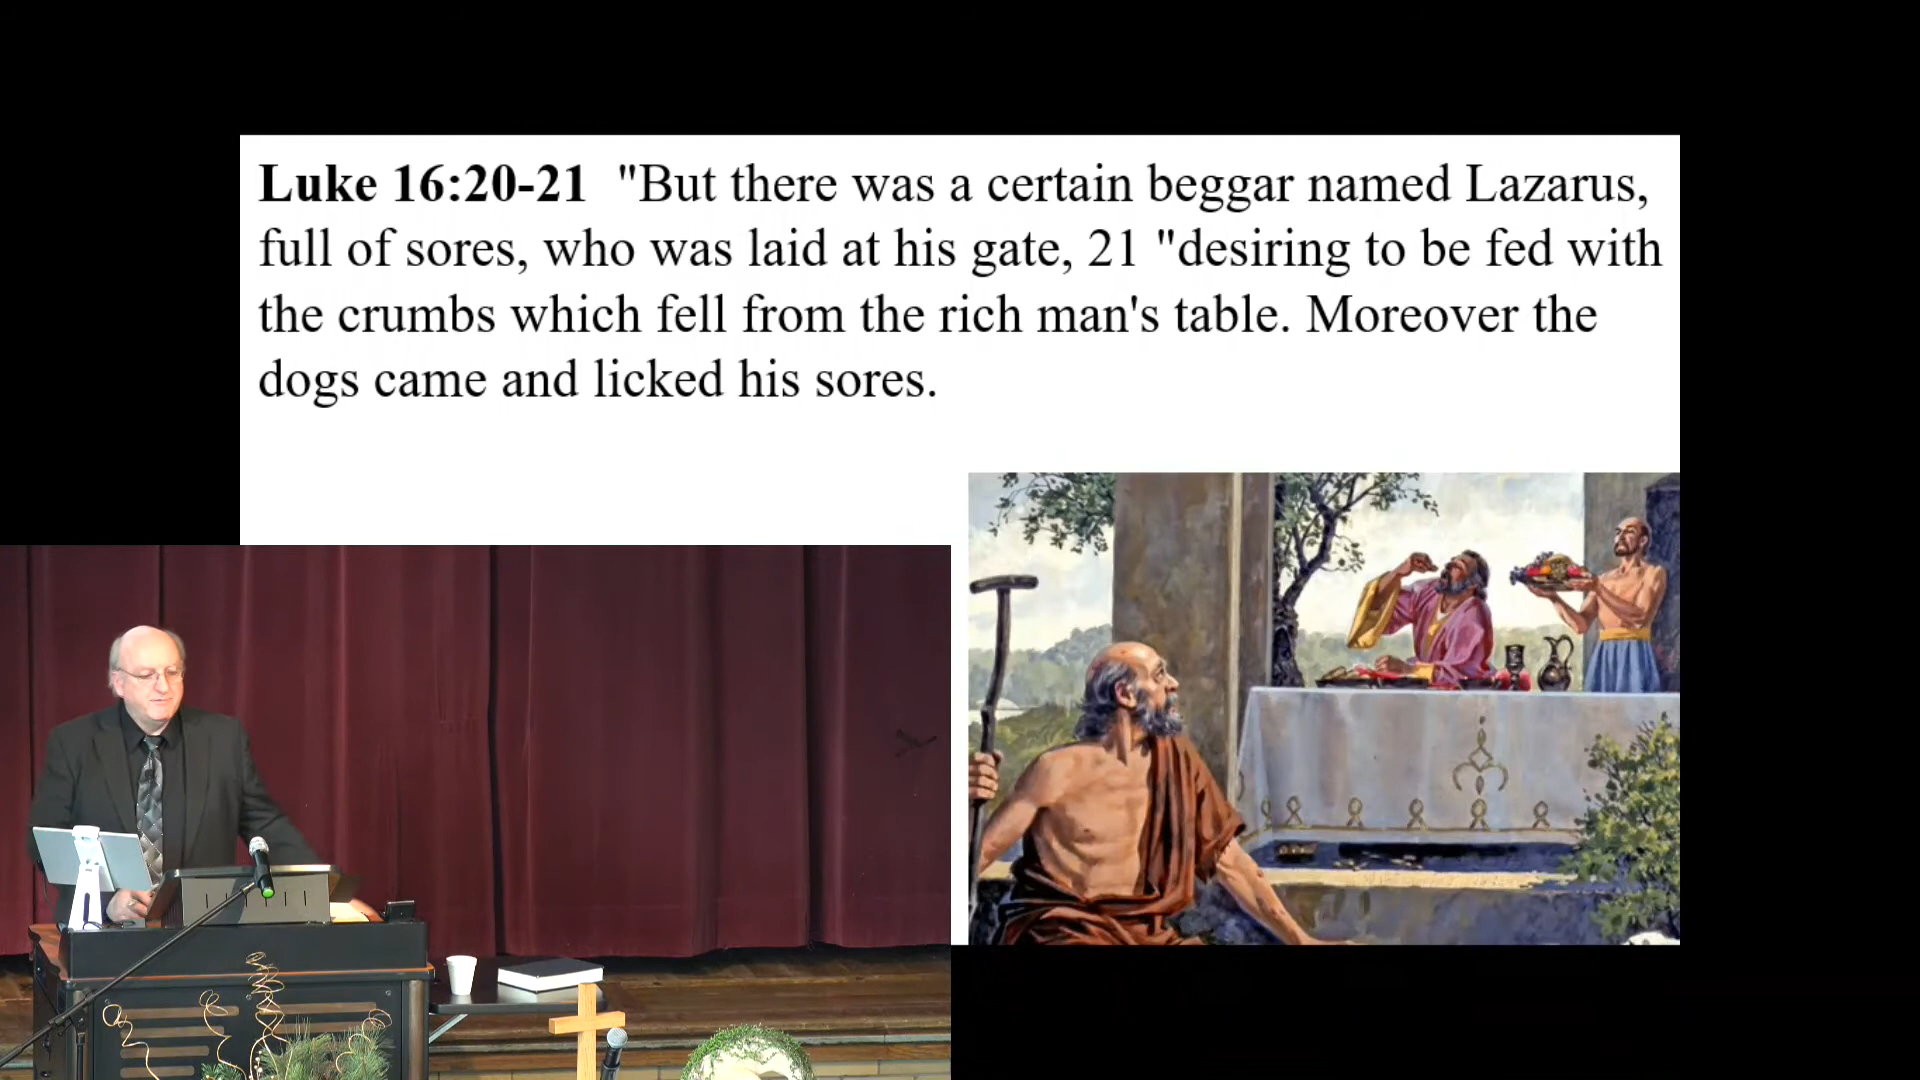 Luke 16:20-21  "But there was a certain beggar named Lazarus,
full of sores, who was laid at his gate, 21 "desiring to be fed with
the crumbs which fell from the rich man's table. Moreover the
dogs came and licked his sores.